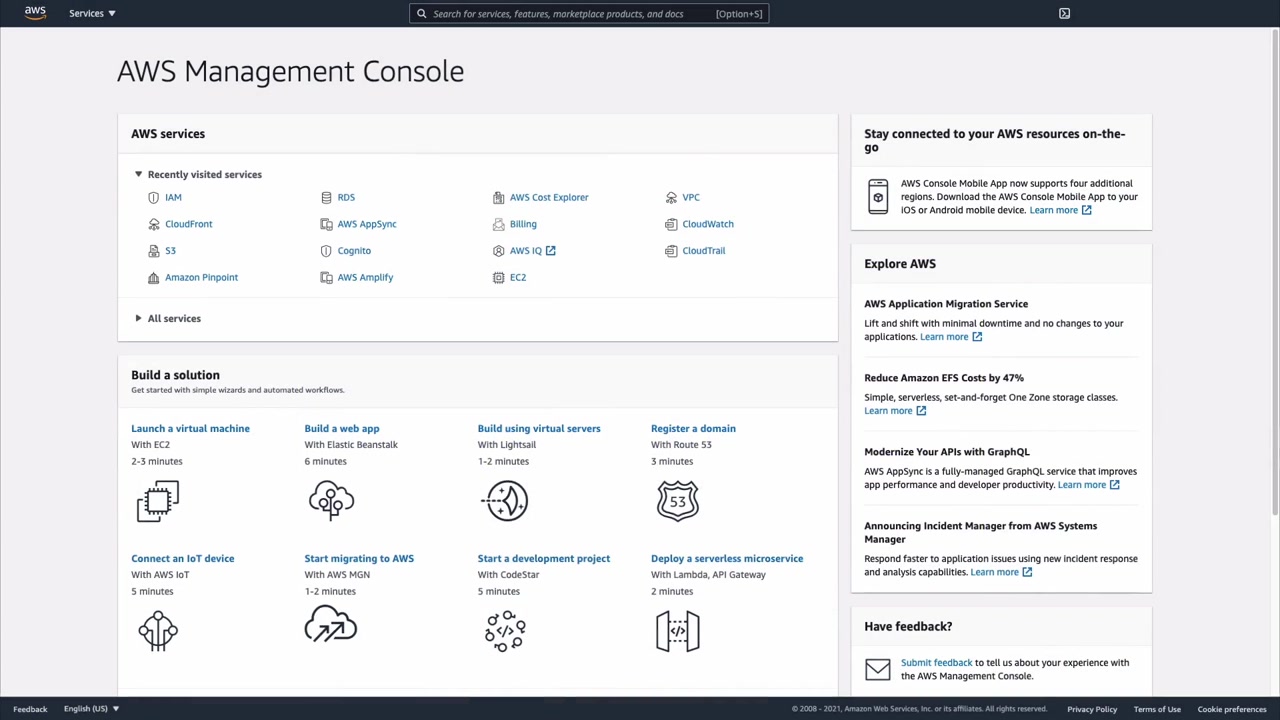 aws
Services
Search for services, features, marketplace products, and docs
[Option+S]
AWS Management Console
AWS services
Recently visited services
IAM
RDS
AWS Cost Explorer
VPC
CloudFront
AWS AppSync
Billing
CloudWatch
S3
Cognito
AWS IQ
CloudTrail
Amazon Pinpoint
AWS Amplify
EC2
All services
Build a solution
Get started with simple wizards and automated workflows.
Launch a virtual machine
With EC2
2-3 minutes
Build a web app
With Elastic Beanstalk
6 minutes
Build using virtual servers
With Lightsail
1-2 minutes
Register a domain
With Route 53
3 minutes
53
Connect an IoT device
With AWS IoT
5 minutes
Start migrating to AWS
With AWS MGN
1-2 minutes
Start a development project
With CodeStar
5 minutes
Deploy a serverless microservice
With Lambda, API Gateway
2 minutes
Stay connected to your AWS resources on-the-
go
AWS Console Mobile App now supports four additional
regions. Download the AWS Console Mobile App to your
iOS or Android mobile device. Learn more
Explore AWS
AWS Application Migration Service
Lift and shift with minimal downtime and no changes to your
applications. Learn more
Reduce Amazon EFS Costs by 47%
Simple, serverless, set-and-forget One Zone storage classes.
Learn more
Modernize Your APIs with GraphQL
AWS AppSync is a fully-managed GraphQL service that improves
app performance and developer productivity. Learn more
Announcing Incident Manager from AWS Systems
Manager
Respond faster to application issues using new incident response
and analysis capabilities. Learn more
Have feedback?
Submit feedback to tell us about your experience with
the AWS Management Console.
Feedback
English (US)
© 2008 - 2021, Amazon Web Services, Inc. or its affiliates. All rights reserved.
Privacy Policy
Terms of Use
Cookie preferences